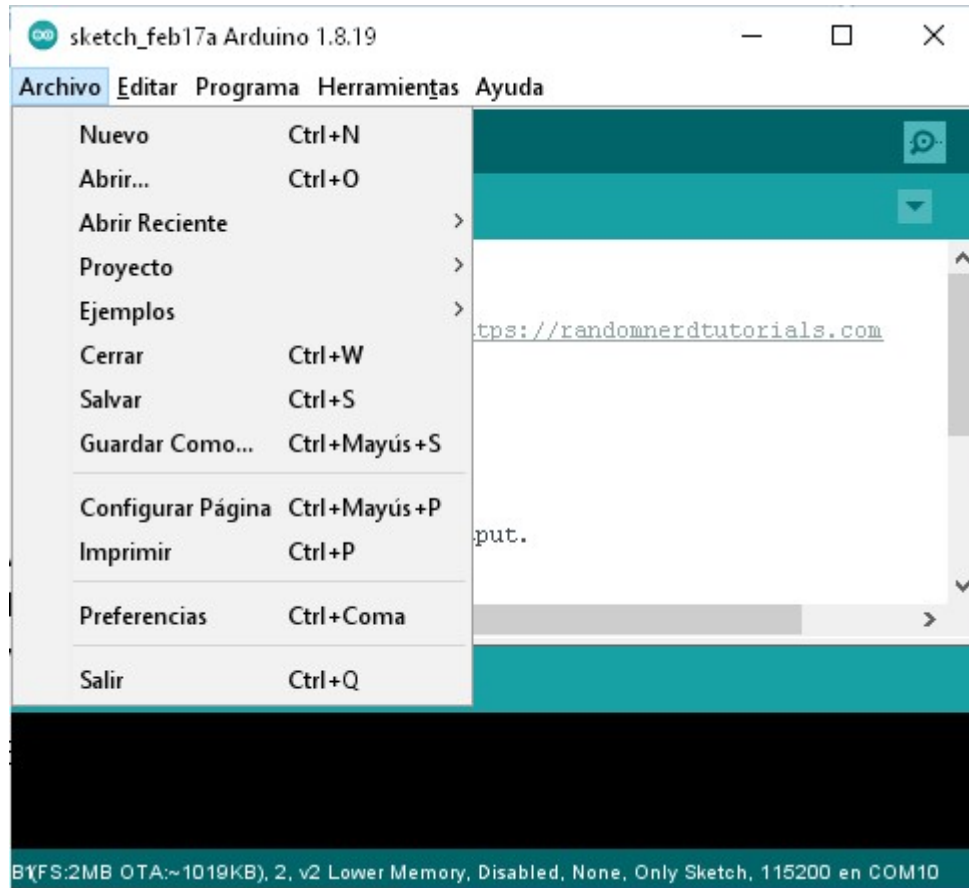 sketch_feb17a Arduino 1.8.19
Archivo Editar Programa Herramientas Ayuda
Nuevo Ctrl+N
Abrir... Ctrl+O
Abrir Reciente
Proyecto
Ejemplos
tps://randomnerdtutorials.com
Cerrar Ctrl+W
Salvar Ctrl+S
Guardar Como... Ctrl+Mayús+S
Configurar Página Ctrl+Mayús+P
put.
Imprimir Ctrl+P
Preferencias Ctrl+Coma
Salir Ctrl+Q
(FS:2MB OTA:~1019KB), 2, v2 Lower Memory, Disabled, None, Only Sketch, 115200 en COM10